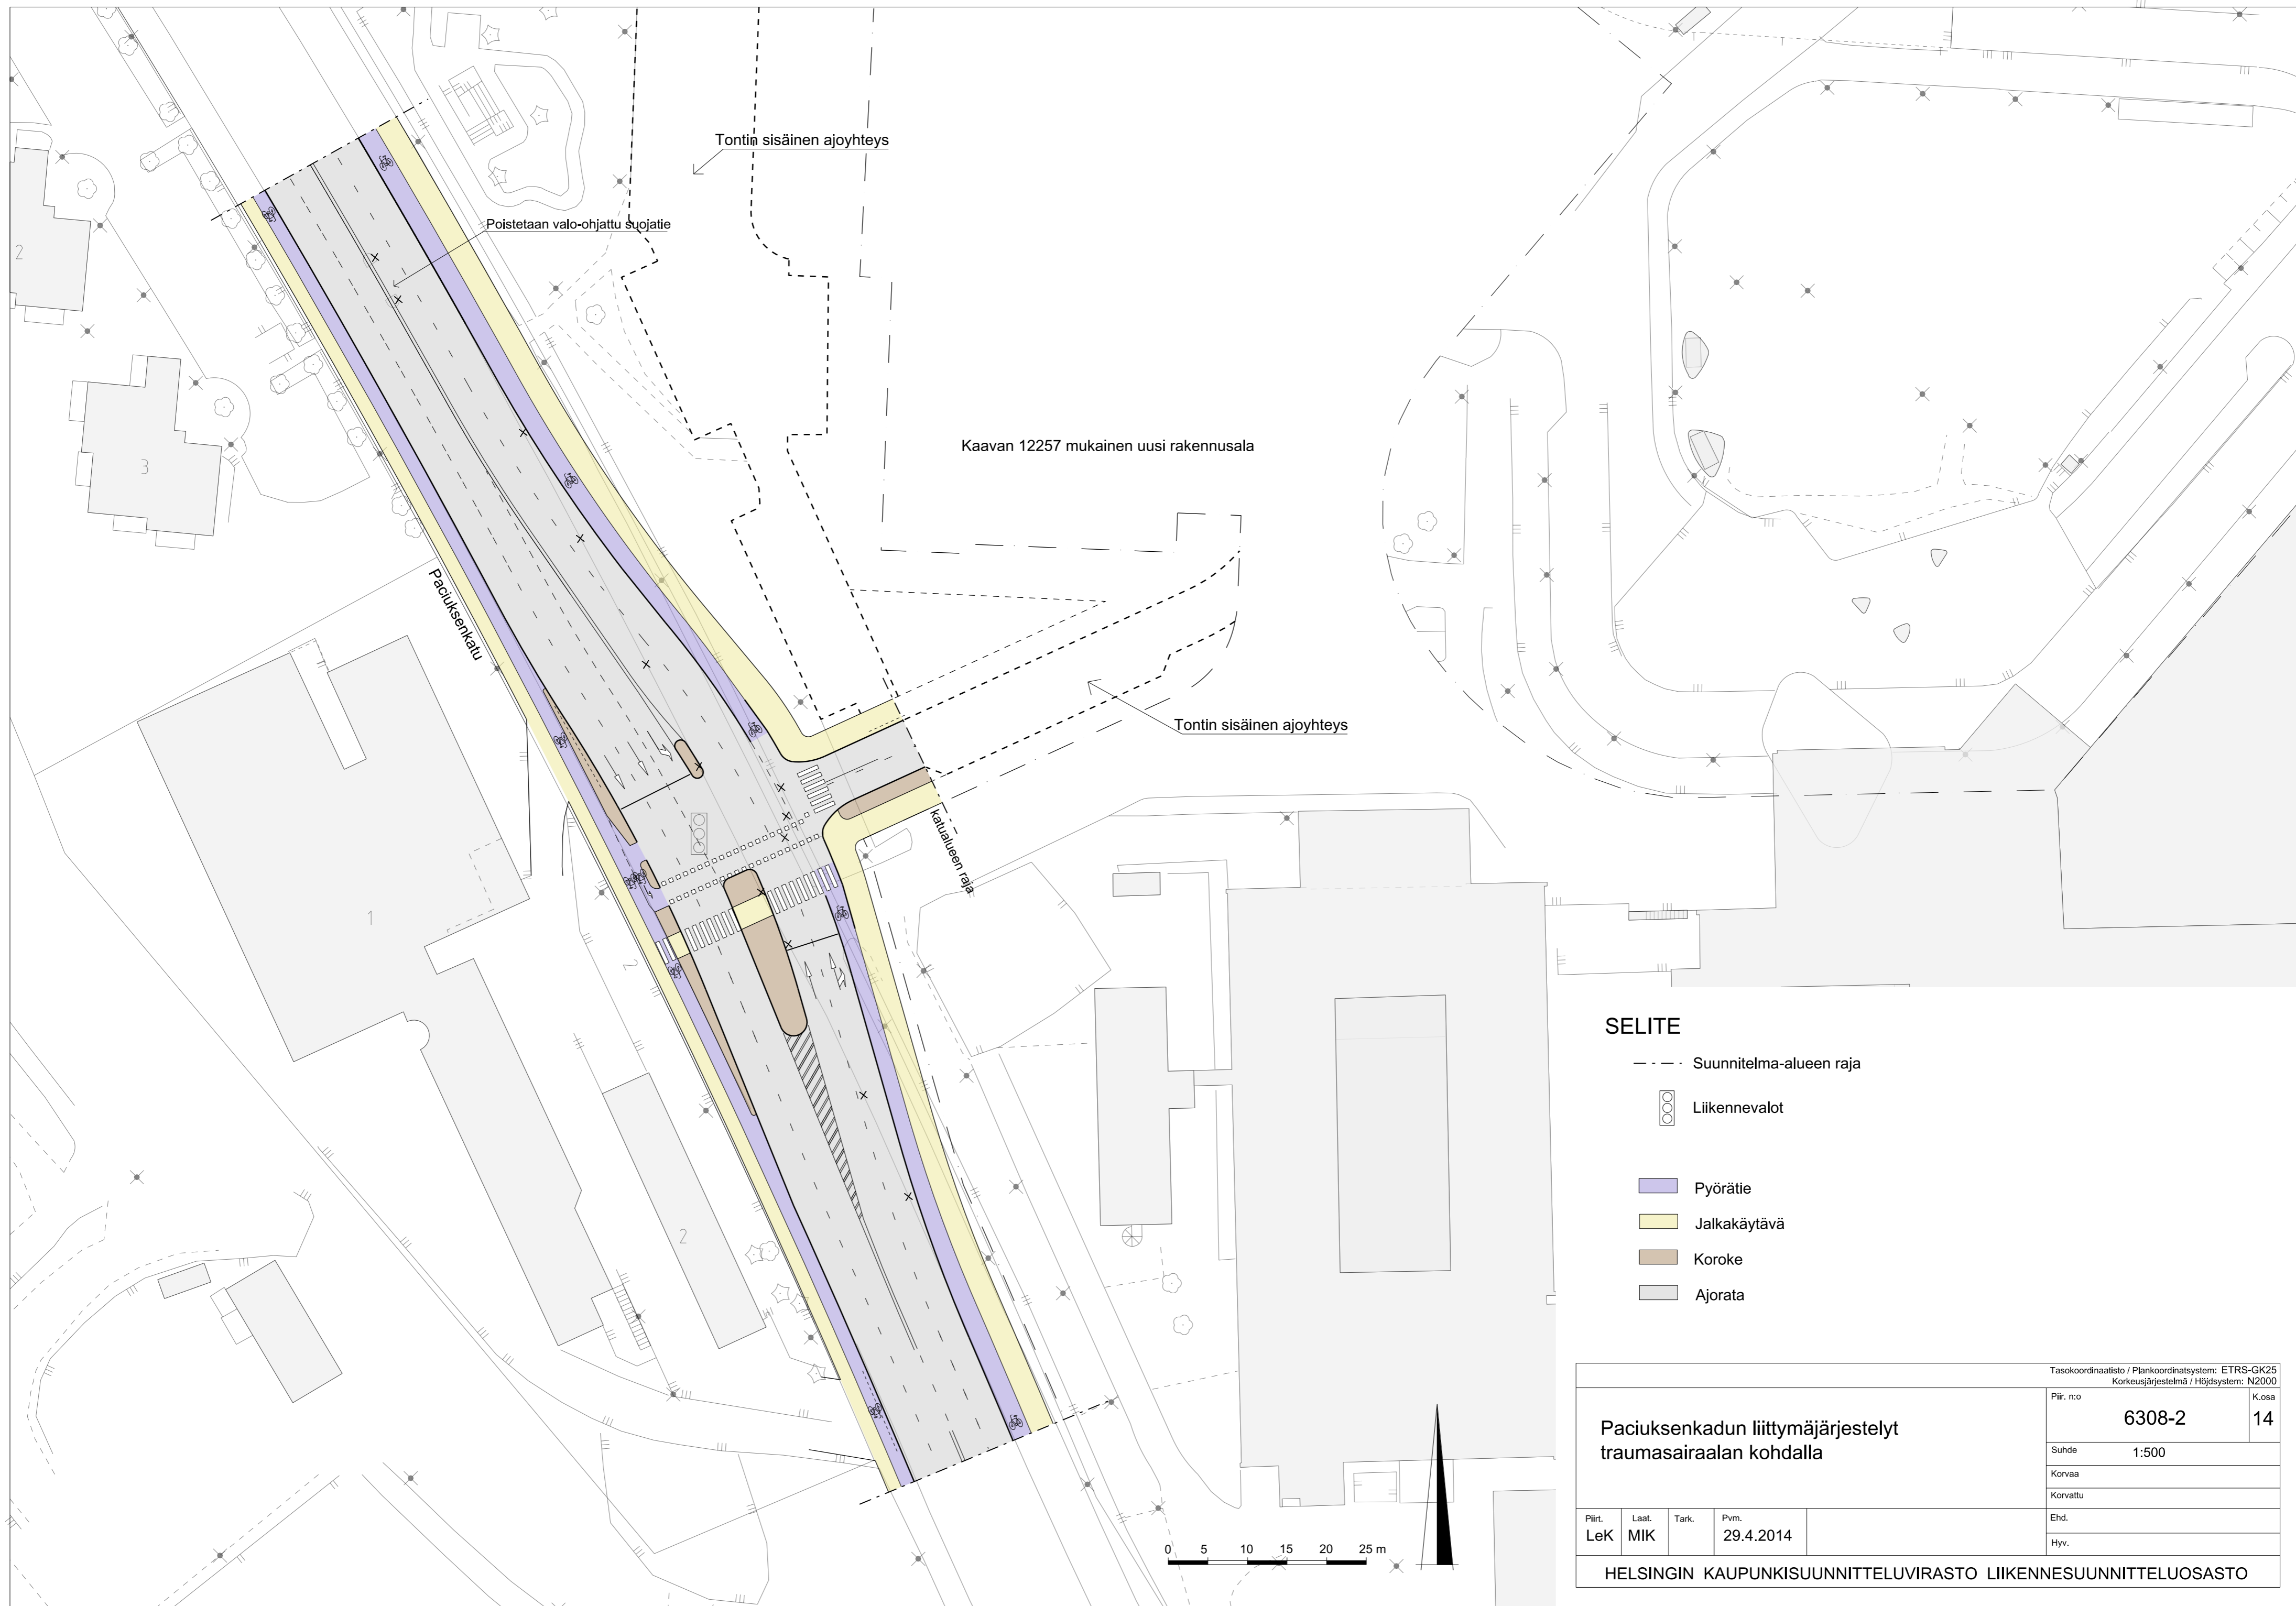 Tontin sisäinen ajoyhteys
Poistetaan valo-ohjattu suojatie
2
3
Kaavan 12257 mukainen uusi rakennusala
Paciuksenkatu
Tontin sisäinen ajoyhteys
katualueen raja
1
2
2
SELITE
Suunnitelma-alueen raja
Liikennevalot
Pyörätie
Jalkakäytävä
Koroke
Ajorata
0 5 10 15 20 25 m
Tasokoordinaatisto / Plankoordinatsystem: ETRS-GK25
Korkeusjärjestelmä / Höjdsystem: N2000
Paciuksenkadun liittymäjärjestelyt
traumasairaalan kohdalla
Piir. n:o
6308-2
K.osa
14
Suhde
1:500
Korvaa
Korvattu
Ehd.
Hyv.
Piirt.
LeK
Laat.
MIK
Tark.
Pvm.
29.4.2014
HELSINGIN KAUPUNKISUUNNITTELUVIRASTO LIIKENNESUUNNITTELUOSASTO